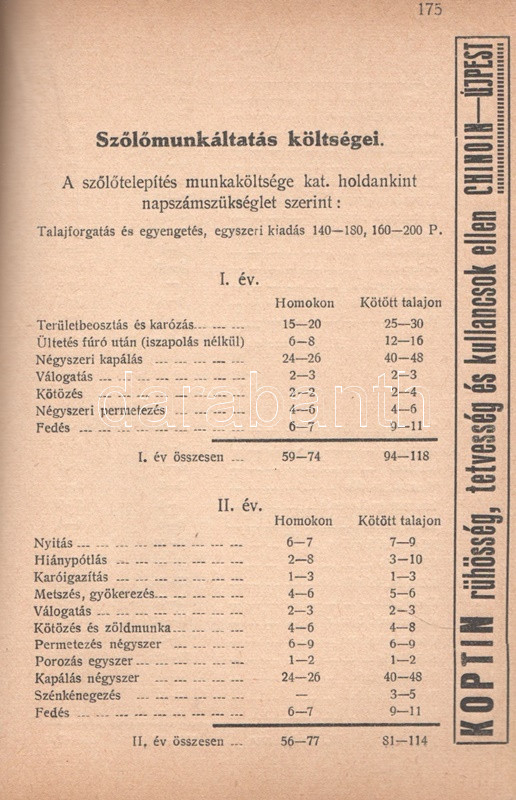 175
Szőlőmunkáltatás költségei.
A szőlőtelepítés munkaköltsége kat. holdankint
napszámszükséglet szerint :
Talajforgatás és egyengetés, egyszeri kiadás 140—180, 160—200 P.
I. év.
Homokon Kötött talajon
Területbeosztás és karózás 15—20 25—30
Ültetés fúró után (iszapolás nélkül) 6—8 12—16
Négyszeri kapálás 24—26 40—48
Válogatás 2—3 2—3
Kötözés 2—2 2—4
Négyszeri permetezés 4—6 4—6
Fedés 6—7 9—11
I. év összesen 59—74 94—118
II. év.
Homokon Kötött talajon
Nyitás 6—7 7—9
Hiánypótlás 2—8 3—10
Karóigazítás 1—3 1—3
Metszés, gyökerezés 4—6 5—6
Válogatás 2—3 2—3
Kötözés és zöldmunka 4—6 4—8
Permetezés négyszer 6—9 6—9
Porozás egyszer 1—2 1—2
Kapálás négyszer 24—26 40—48
Szénkénegezés — 3—5
Fedés 6—7 9—11
II. év összesen 56—77 81—114
KOPTIN rühösség, tetvesség és kullancsok ellen CHINOIN—ÚJPEST
darabanth